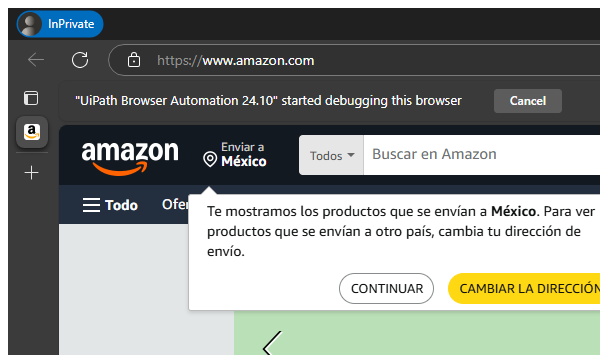 InPrivate
https://www.amazon.com
"UiPath Browser Automation 24.10" started debugging this browser
Cancel
amazon
Enviar a
México
Todos
Buscar en Amazon
Todo
Te mostramos los productos que se envían a México. Para ver
productos que se envían a otro país, cambia tu dirección de
envío.
CONTINUAR
CAMBIAR LA DIRECCIÓN